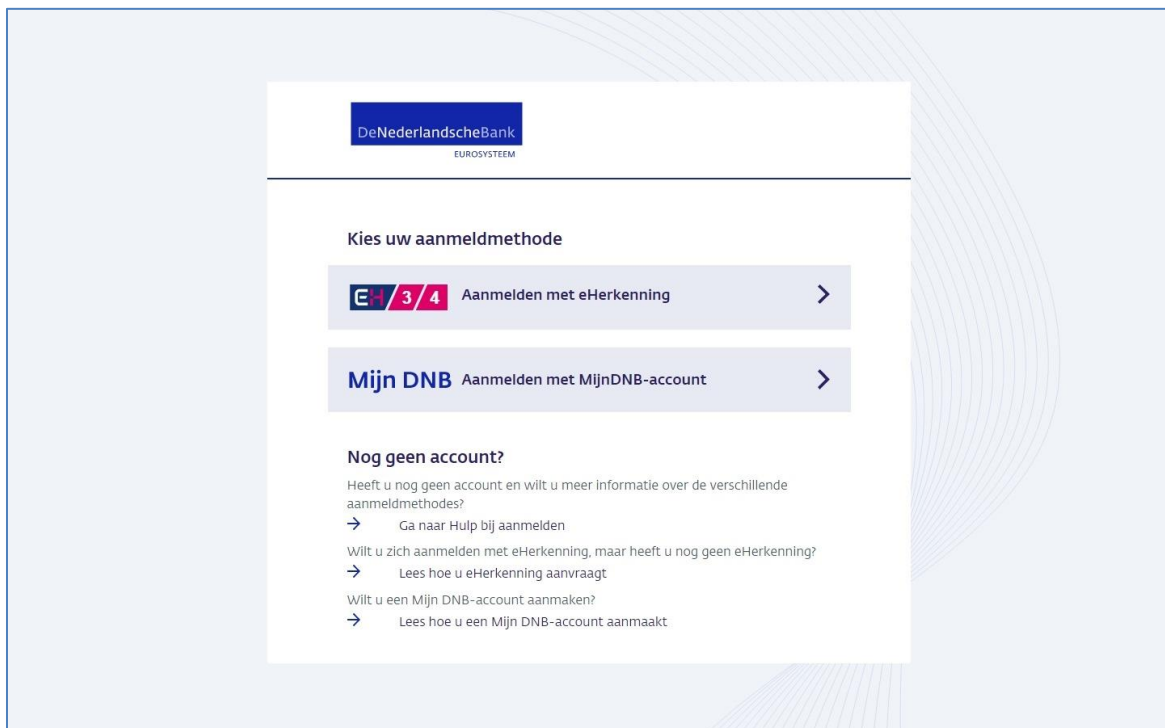 DeNederlandscheBank
EUROSYSTEEM
Kies uw aanmeldmethode
EH/3/4 Aanmelden met eHerkenning
Mijn DNB Aanmelden met MijnDNB-account
Nog geen account?
Heeft u nog geen account en wilt u meer informatie over de verschillende
aanmeldmethodes?
→ Ga naar Hulp bij aanmelden
Wilt u zich aanmelden met eHerkenning, maar heeft u nog geen eHerkenning?
→ Lees hoe u eHerkenning aanvraagt
Wilt u een Mijn DNB-account aanmaken?
→ Lees hoe u een Mijn DNB-account aanmaakt